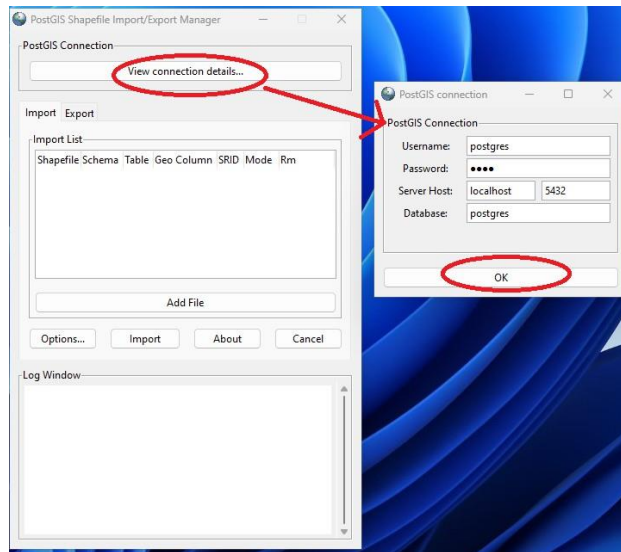 PostGIS Shapefile Import/Export Manager
PostGIS Connection
View connection details...
Import Export
Import List
Shapefile Schema Table Geo Column SRID Mode Rm
Add File
Options... Import About Cancel
Log Window
PostGIS connection
PostGIS Connection
Username: postgres
Password: ••••
Server Host: localhost 5432
Database: postgres
OK